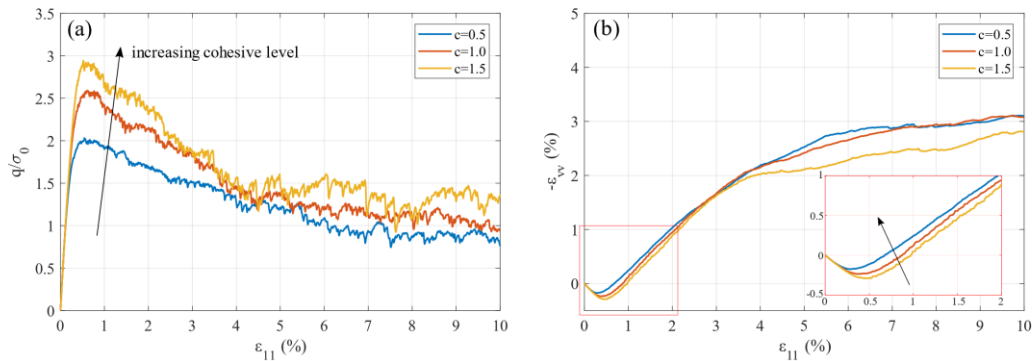 (a)
increasing cohesive level
c=0.5
c=1.0
c=1.5
3.5
3
2.5
2
1.5
1
0.5
0
q/σ0
0 1 2 3 4 5 6 7 8 9 10
ε11 (%)
(b)
c=0.5
c=1.0
c=1.5
5
4
3
2
1
0
-εvv (%)
0 1 2 3 4 5 6 7 8 9 10
ε11 (%)
1
0.5
0
-0.5
0 0.5 1 1.5 2